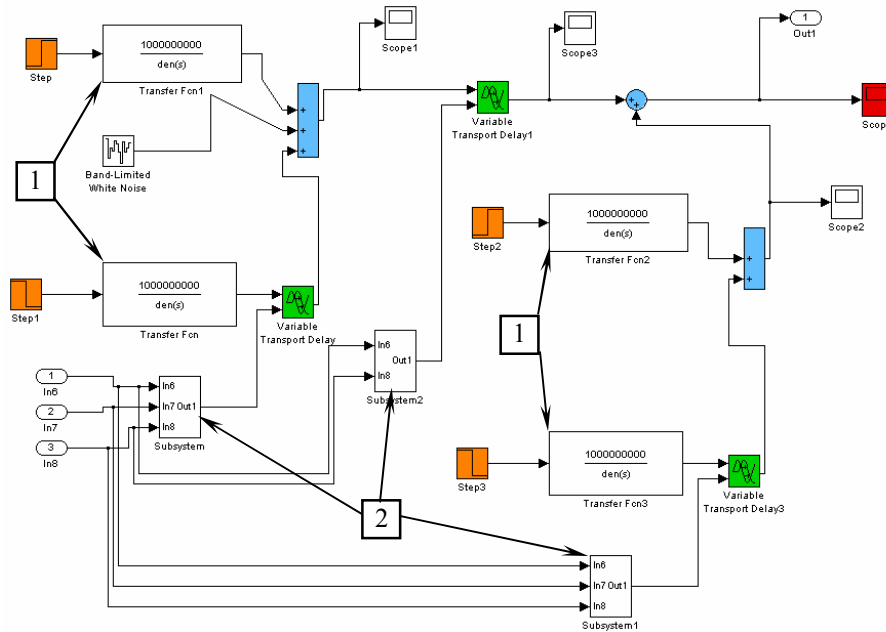 1000000000
den(s)
Step
Transfer Fcn1
Scope1
Scope3
1
Out1
Scop
+
+
+
Variable
Transport Delay1
+
+
Band-Limited
White Noise
1
1000000000
den(s)
Step2
Transfer Fcn2
+
+
Scope2
1000000000
den(s)
Step1
Transfer Fcn
Variable
Transport Delay
1
In6
Out1
In8
Subsystem2
1
In6
2
In7
3
In8
In6
In7 Out1
In8
Subsystem
1000000000
den(s)
Step3
Transfer Fcn3
Variable
Transport Delay3
2
In6
In7 Out1
In8
Subsystem1